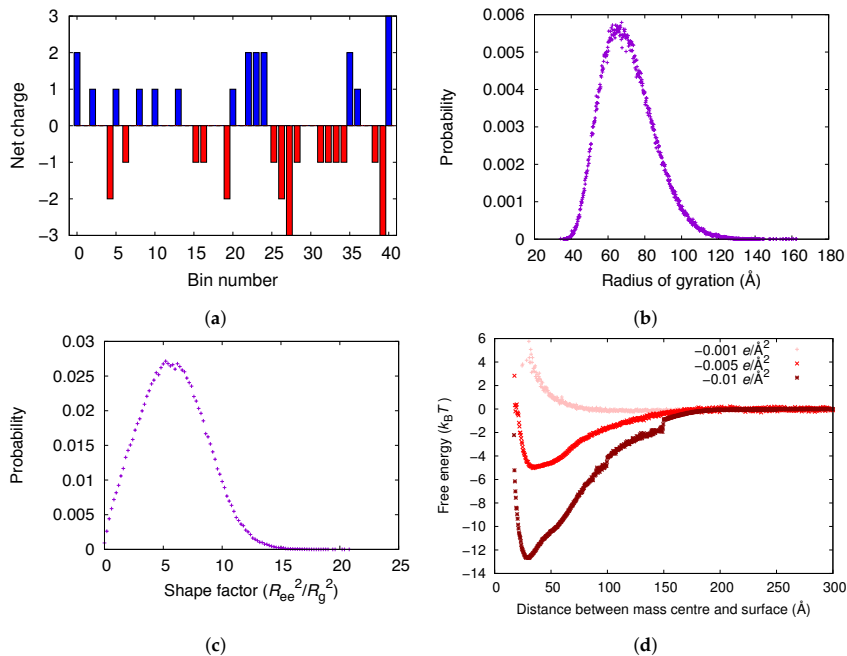 3
2
1
0
−1
−2
−3
0 5 10 15 20 25 30 35 40
Net charge
Bin number
(a)
0.006
0.005
0.004
0.003
0.002
0.001
0
20 40 60 80 100 120 140 160 180
Probability
Radius of gyration (Å)
(b)
0.03
0.025
0.02
0.015
0.01
0.005
0
0 5 10 15 20 25
Probability
Shape factor (R_ee²/R_g²)
(c)
6
4
2
0
−2
−4
−6
−8
−10
−12
−14
0 50 100 150 200 250 300
−0.001 e/Å²
−0.005 e/Å²
−0.01 e/Å²
Free energy (k_BT)
Distance between mass centre and surface (Å)
(d)